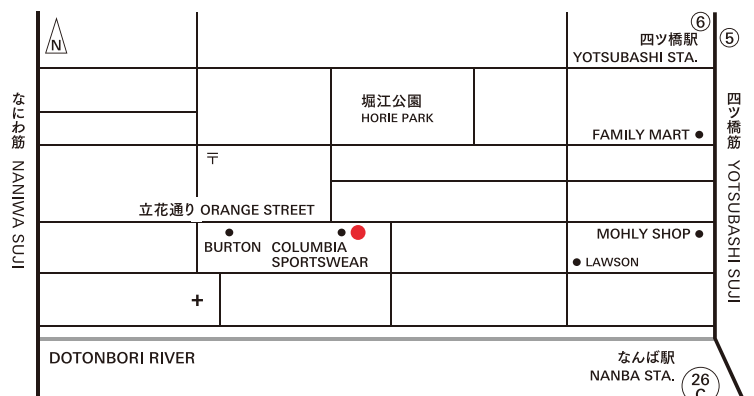 N
⑥
⑤
四ツ橋駅
YOTSUBASHI STA.
堀江公園
HORIE PARK
なにわ筋 NANIWA SUJI
四ツ橋筋 YOTSUBASHI SUJI
FAMILY MART
〒
立花通り ORANGE STREET
BURTON
COLUMBIA
SPORTSWEAR
MOHLY SHOP
LAWSON
DOTONBORI RIVER
なんば駅
NANBA STA.
26
C